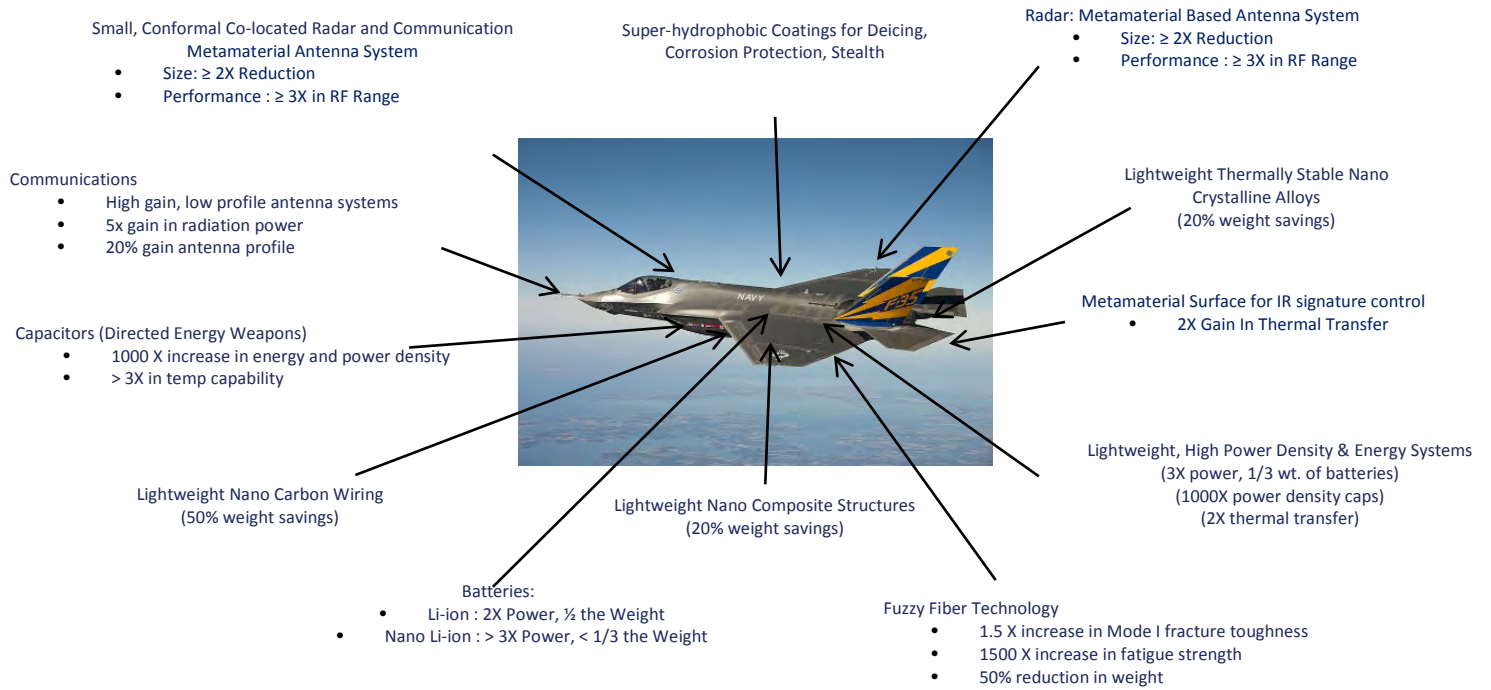 Small, Conformal Co-located Radar and Communication
Metamaterial Antenna System
• Size: ≥ 2X Reduction
• Performance : ≥ 3X in RF Range
Super-hydrophobic Coatings for Deicing,
Corrosion Protection, Stealth
Radar: Metamaterial Based Antenna System
• Size: ≥ 2X Reduction
• Performance : ≥ 3X in RF Range
Communications
• High gain, low profile antenna systems
• 5x gain in radiation power
• 20% gain antenna profile
Lightweight Thermally Stable Nano
Crystalline Alloys
(20% weight savings)
NAVY
F-35
Metamaterial Surface for IR signature control
• 2X Gain In Thermal Transfer
Capacitors (Directed Energy Weapons)
• 1000 X increase in energy and power density
• > 3X in temp capability
Lightweight, High Power Density & Energy Systems
(3X power, 1/3 wt. of batteries)
(1000X power density caps)
(2X thermal transfer)
Lightweight Nano Carbon Wiring
(50% weight savings)
Lightweight Nano Composite Structures
(20% weight savings)
Batteries:
• Li-ion : 2X Power, ½ the Weight
• Nano Li-ion : > 3X Power, < 1/3 the Weight
Fuzzy Fiber Technology
• 1.5 X increase in Mode I fracture toughness
• 1500 X increase in fatigue strength
• 50% reduction in weight